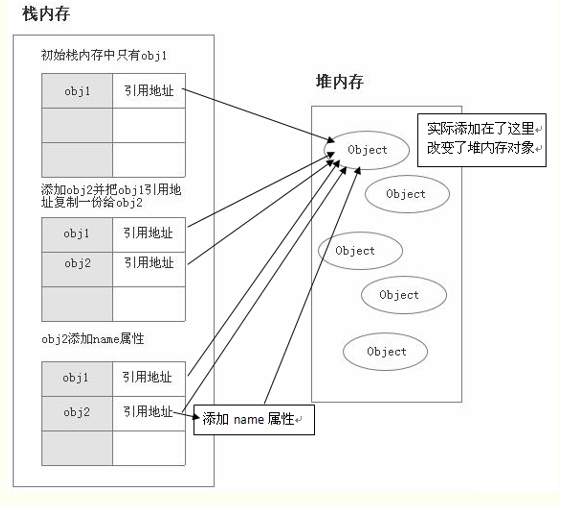 栈内存
初始栈内存中只有obj1
obj1 引用地址
添加obj2并把obj1引用地
址复制一份给obj2
obj1 引用地址
obj2 引用地址
obj2添加name属性
obj1 引用地址
obj2 引用地址
添加 name 属性
堆内存
Object
实际添加在了这里
改变了堆内存对象
Object
Object
Object
Object